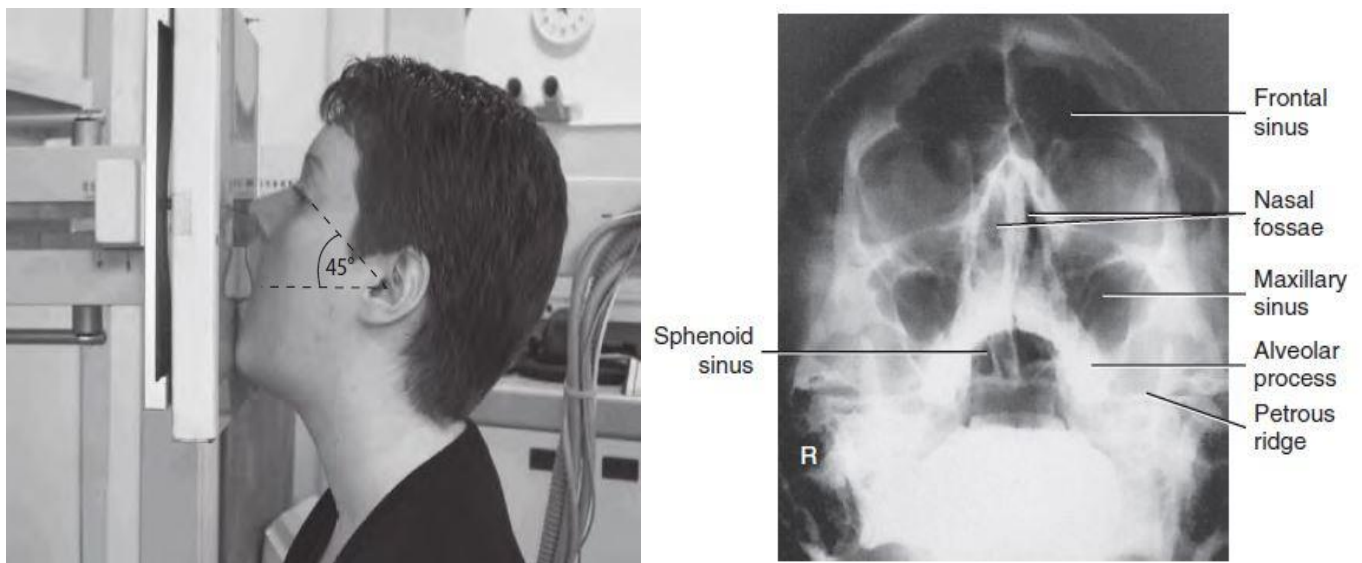 45°
Frontal
sinus
Nasal
fossae
Maxillary
sinus
Sphenoid
sinus
Alveolar
process
Petrous
ridge
R